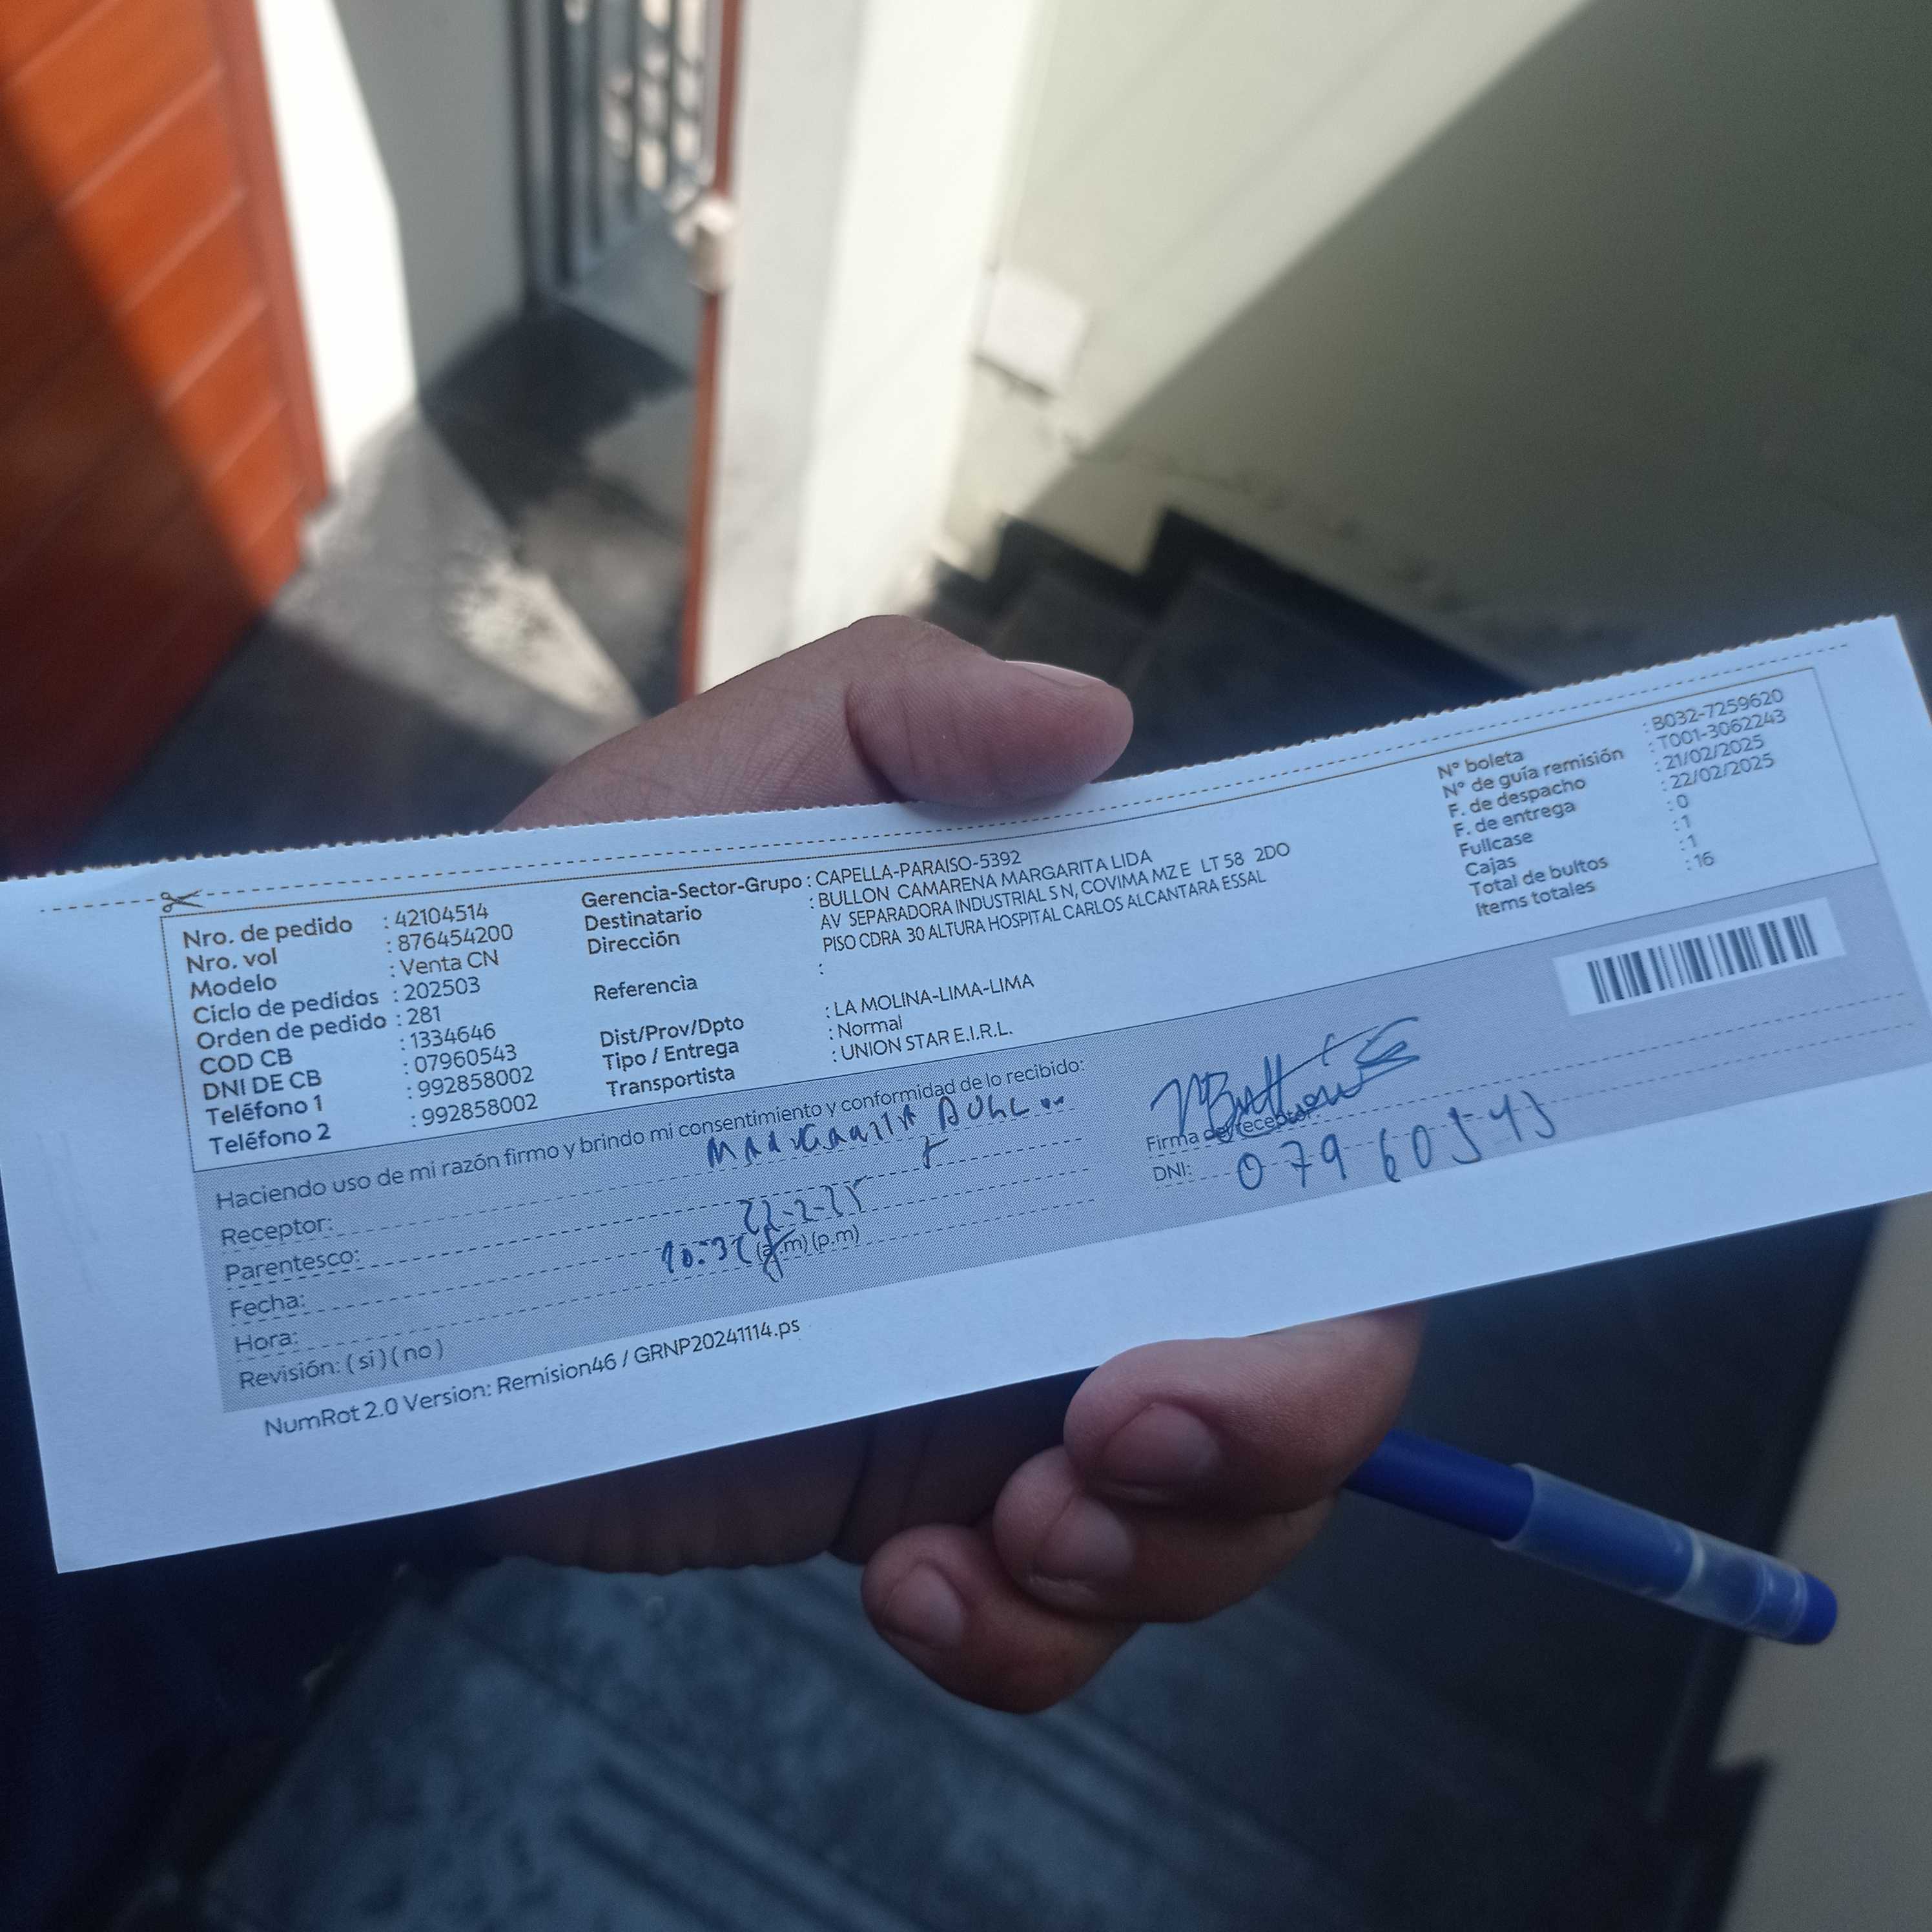 Nro. de pedido : 42104514
Nro. vol : 876454200
Modelo : Venta CN
Ciclo de pedidos : 202503
Orden de pedido : 281
COD CB : 1334646
DNI DE CB : 07960543
Teléfono 1 : 992858002
Teléfono 2 : 992858002
Gerencia-Sector-Grupo : CAPELLA-PARAISO-5392
Destinatario : BULLON CAMARENA MARGARITA LIDA
Dirección AV SEPARADORA INDUSTRIAL S N, COVIMA MZ E LT 58 2DO
PISO CDRA 30 ALTURA HOSPITAL CARLOS ALCANTARA ESSAL
Referencia :
Dist/Prov/Dpto : LA MOLINA-LIMA-LIMA
Tipo / Entrega : Normal
Transportista : UNION STAR E.I.R.L.
N° boleta : B032-7259620
N° de guía remisión : T001-3062243
F. de despacho : 21/02/2025
F. de entrega : 22/02/2025
Fullcase : 0
Cajas : 1
Total de bultos : 1
Items totales : 16
Haciendo uso de mi razón firmo y brindo mi consentimiento y conformidad de lo recibido:
Receptor:
Parentesco:
Fecha: 22-2-25
Hora: (a.m) (p.m)
Revisión: ( si ) ( no )
Firma de receptor:
DNI: 07960543
NumRot 2.0 Version: Remision46 / GRNP20241114.ps